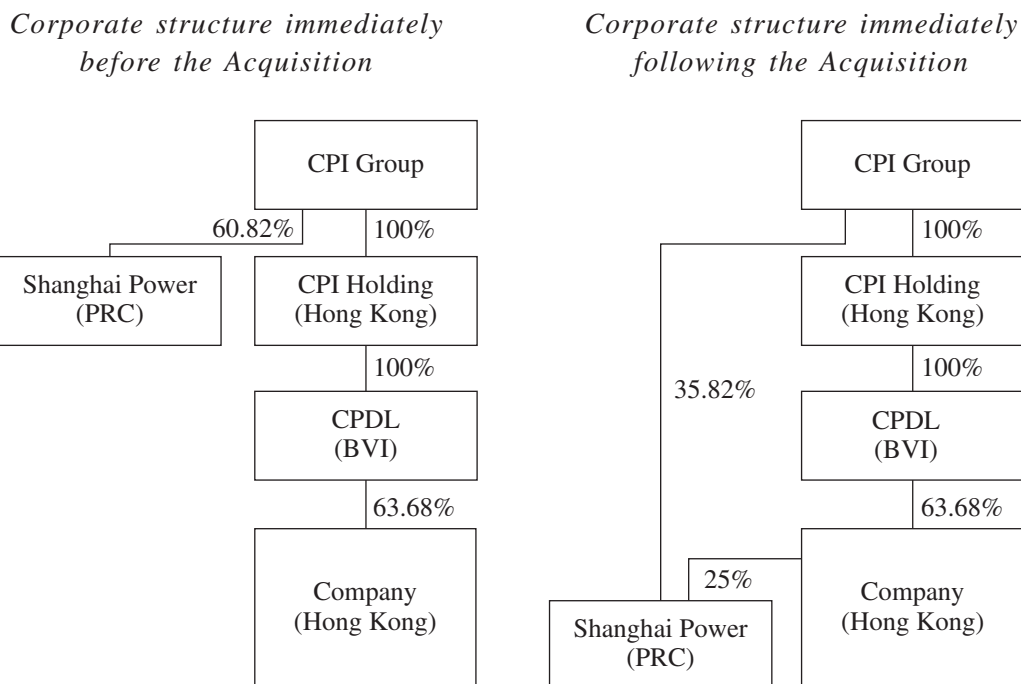 Corporate structure immediately
before the Acquisition
CPI Group
60.82%
100%
Shanghai Power
(PRC)
CPI Holding
(Hong Kong)
100%
CPDL
(BVI)
63.68%
Company
(Hong Kong)
Corporate structure immediately
following the Acquisition
CPI Group
100%
CPI Holding
(Hong Kong)
100%
35.82%
CPDL
(BVI)
63.68%
25%
Company
(Hong Kong)
Shanghai Power
(PRC)